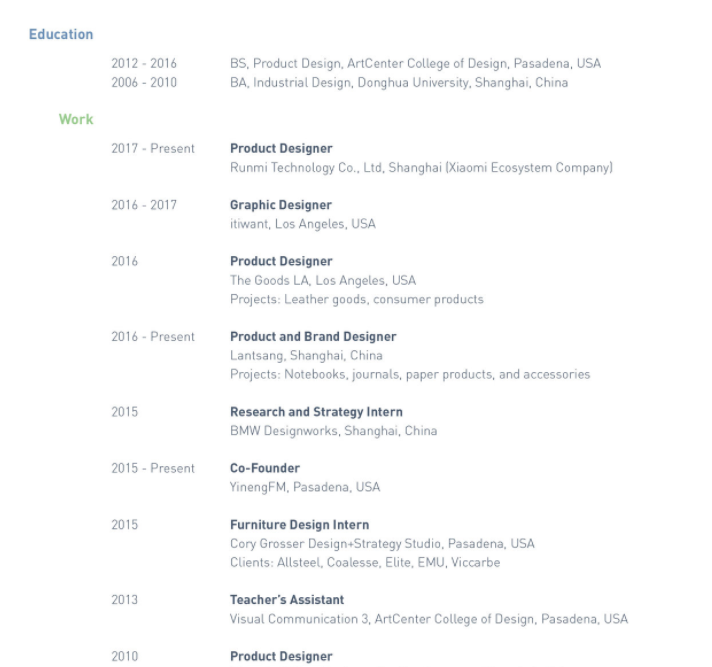 Education
2012 - 2016 BS, Product Design, ArtCenter College of Design, Pasadena, USA
2006 - 2010 BA, Industrial Design, Donghua University, Shanghai, China
Work
2017 - Present Product Designer
Runmi Technology Co., Ltd, Shanghai (Xiaomi Ecosystem Company)
2016 - 2017 Graphic Designer
itiwant, Los Angeles, USA
2016 Product Designer
The Goods LA, Los Angeles, USA
Projects: Leather goods, consumer products
2016 - Present Product and Brand Designer
Lantsang, Shanghai, China
Projects: Notebooks, journals, paper products, and accessories
2015 Research and Strategy Intern
BMW Designworks, Shanghai, China
2015 - Present Co-Founder
YinengFM, Pasadena, USA
2015 Furniture Design Intern
Cory Grosser Design+Strategy Studio, Pasadena, USA
Clients: Allsteel, Coalesse, Elite, EMU, Viccarbe
2013 Teacher's Assistant
Visual Communication 3, ArtCenter College of Design, Pasadena, USA
2010 Product Designer